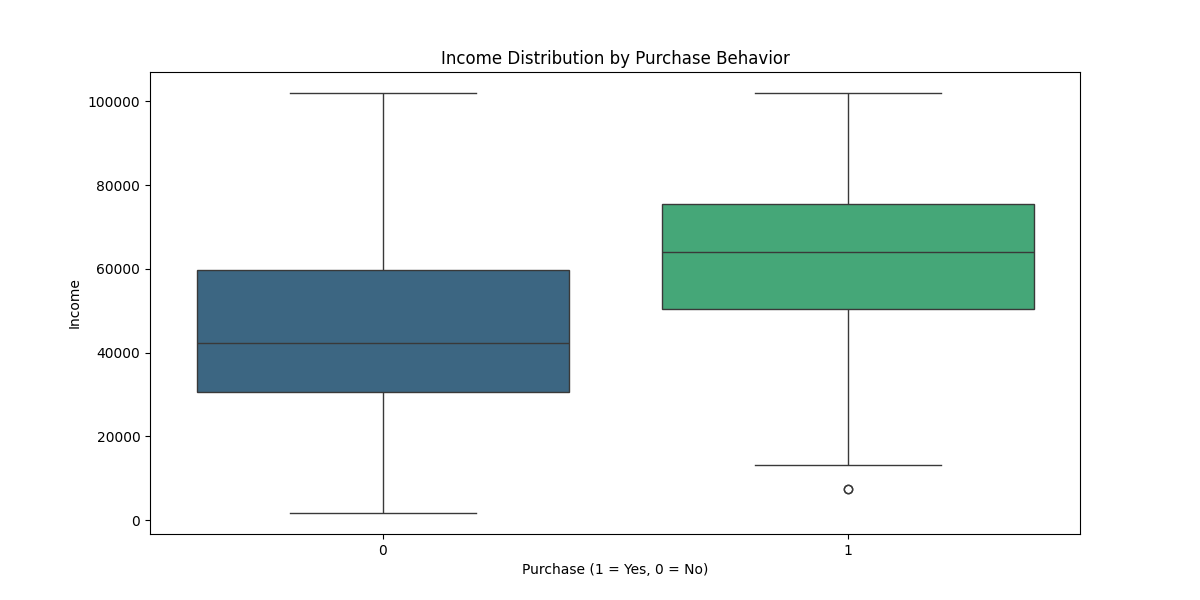 Income Distribution by Purchase Behavior
100000
80000
60000
40000
20000
0
Income
0
1
Purchase (1 = Yes, 0 = No)